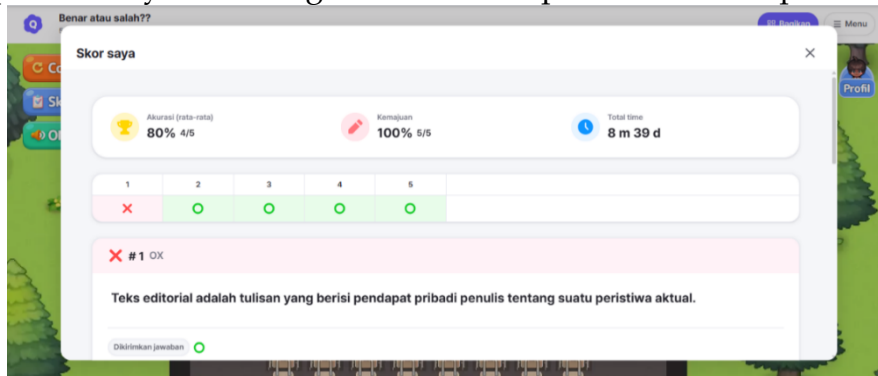 Benar atau salah??
Bagikan
Menu
Skor saya
Profil
Akurasi (rata-rata)
80% 4/5
Kemajuan
100% 5/5
Total time
8 m 39 d
1 2 3 4 5
#1 OX
Teks editorial adalah tulisan yang berisi pendapat pribadi penulis tentang suatu peristiwa aktual.
Dikirimkan jawaban